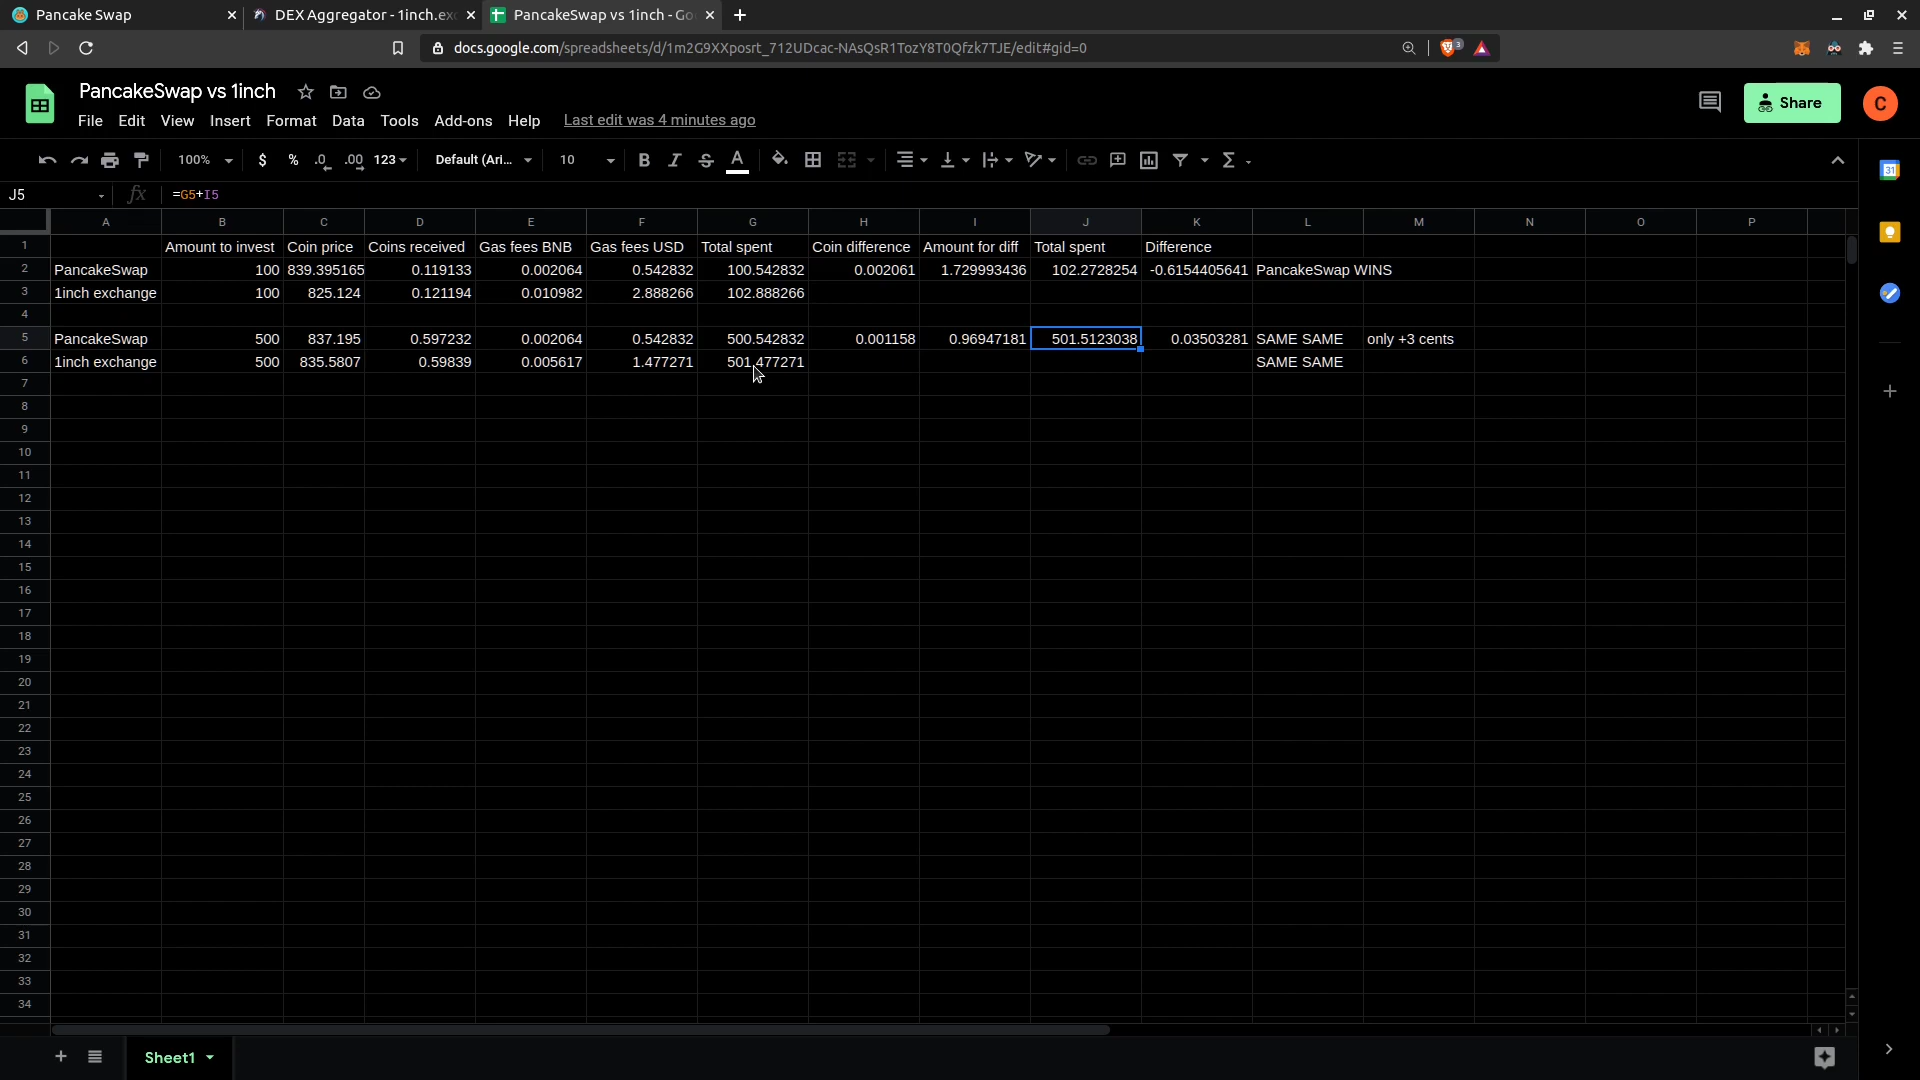 Pancake Swap
DEX Aggregator - 1inch.exc
PancakeSwap vs 1inch - Go
docs.google.com/spreadsheets/d/1m2G9XXposrt_712UDcac-NAsQsR1TozY8T0Qfzk7TJE/edit#gid=0
3
PancakeSwap vs 1inch
Share
C
File Edit View Insert Format Data Tools Add-ons Help Last edit was 4 minutes ago
100% $ % .0 .00 123 Default (Ari... 10 B I S A Σ
31
J5 fx =G5+I5
A B C D E F G H I J K L M N O P
1 Amount to invest Coin price Coins received Gas fees BNB Gas fees USD Total spent Coin difference Amount for diff Total spent Difference
2 PancakeSwap 100 839.395165 0.119133 0.002064 0.542832 100.542832 0.002061 1.729993436 102.2728254 -0.6154405641 PancakeSwap WINS
3 1inch exchange 100 825.124 0.121194 0.010982 2.888266 102.888266
4
5 PancakeSwap 500 837.195 0.597232 0.002064 0.542832 500.542832 0.001158 0.96947181 501.5123038 0.03503281 SAME SAME only +3 cents
6 1inch exchange 500 835.5807 0.59839 0.005617 1.477271 501.477271 SAME SAME
7
8
9
10
11
12
13
14
15
16
17
18
19
20
21
22
23
24
25
26
27
28
29
30
31
32
33
34
Sheet1